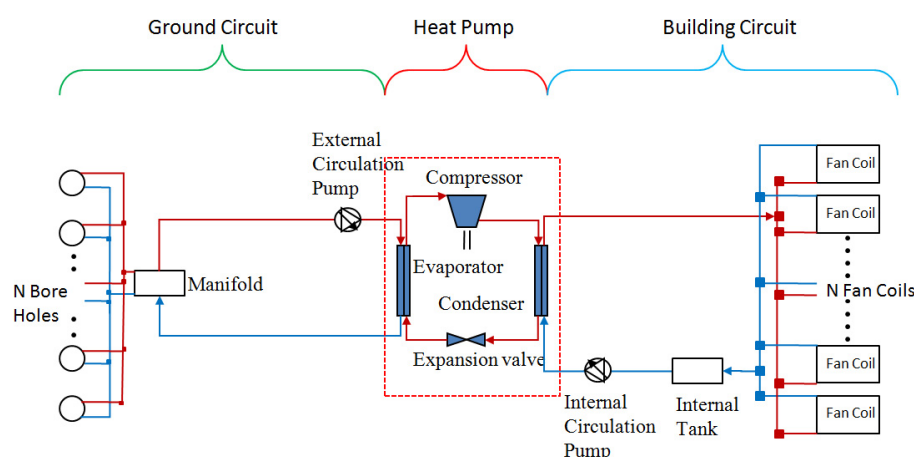 Ground Circuit
Heat Pump
Building Circuit
External
Circulation
Pump
Compressor
Fan Coil
Fan Coil
Manifold
Evaporator
N Bore
Holes
Condenser
N Fan Coils
Expansion valve
Fan Coil
Internal
Circulation
Pump
Internal
Tank
Fan Coil